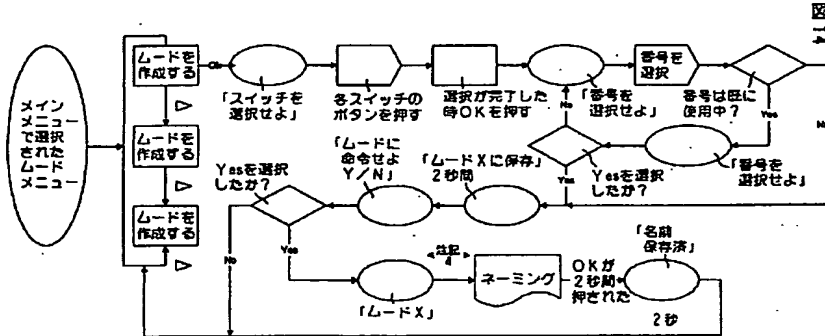 図14
メイン
メニュー
で選択
された
ムード
メニュー
ムードを
作成する
ムードを
作成する
ムードを
作成する
Ok
「スイッチを
選択せよ」
各スイッチの
ボタンを押す
選択が完了した
時OKを押す
「番号を
選択せよ」
番号を
選択
番号は既に
使用中?
No
Yes
「番号を
選択せよ」
Yesを選択
したか?
No
Yes
「ムードXに保存」
2秒間
「ムードに
命令せよ
Y/N」
Yesを選択
したか?
No
Yes
「ムードX」
注記
4
ネーミング
OKが
2秒間
押された
「名前
保存済」
2秒